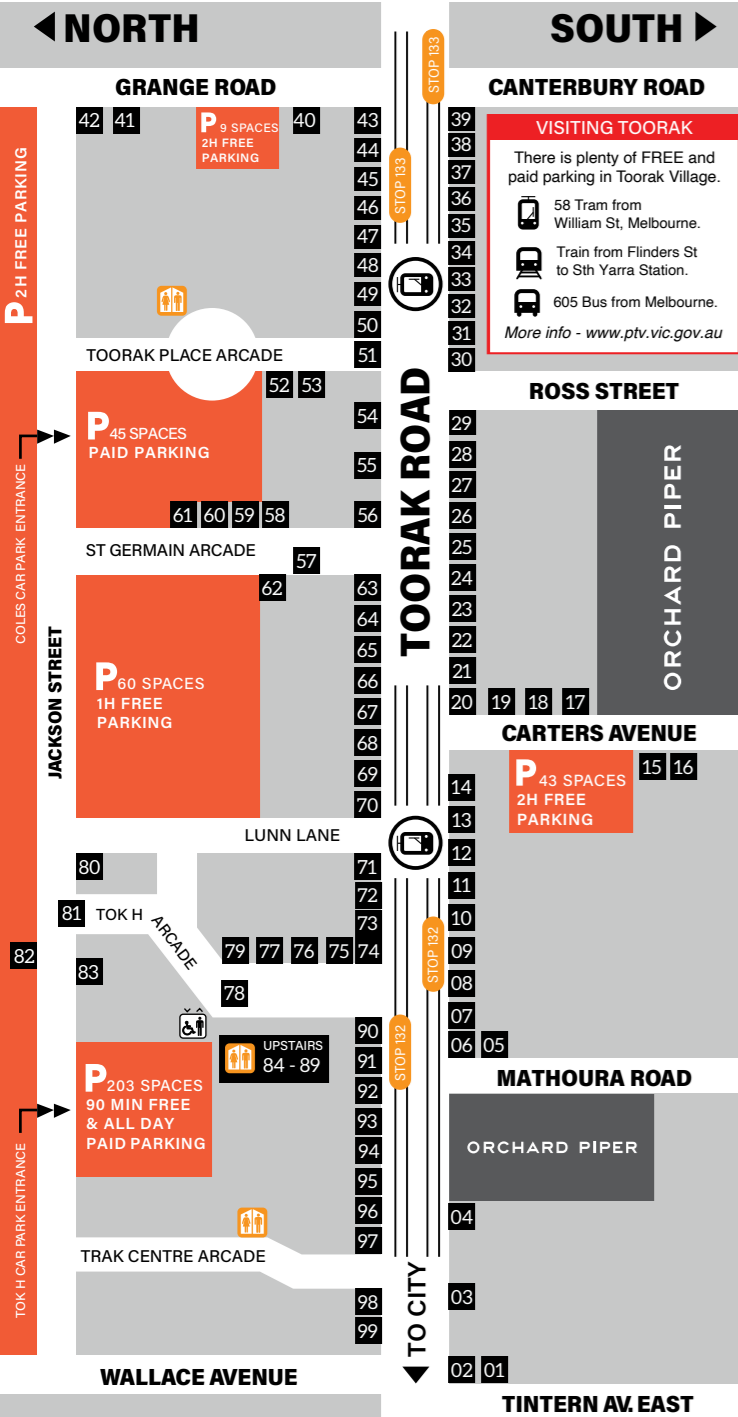 NORTH
SOUTH
STOP 133
GRANGE ROAD
CANTERBURY ROAD
42
41
P 9 SPACES
2H FREE
PARKING
40
43
44
45
46
47
48
49
50
51
STOP 133
39
38
37
36
35
34
33
32
31
30
VISITING TOORAK
There is plenty of FREE and
paid parking in Toorak Village.
58 Tram from
William St, Melbourne.
Train from Flinders St
to Sth Yarra Station.
605 Bus from Melbourne.
More info - www.ptv.vic.gov.au
P 2H FREE PARKING
TOORAK PLACE ARCADE
ROSS STREET
TOORAK ROAD
52
53
P 45 SPACES
PAID PARKING
54
55
56
61
60
59
58
COLES CAR PARK ENTRANCE
ST GERMAIN ARCADE
57
62
63
64
65
66
67
68
69
70
P 60 SPACES
1H FREE
PARKING
JACKSON STREET
29
28
27
26
25
24
23
22
21
20
19
18
17
ORCHARD PIPER
CARTERS AVENUE
P 43 SPACES
2H FREE
PARKING
15
16
14
13
12
11
10
09
08
07
06
05
LUNN LANE
80
71
72
73
74
81
TOK H
ARCADE
79
77
76
75
78
82
83
STOP 132
STOP 132
UPSTAIRS
84 - 89
90
91
92
93
94
95
96
97
P 203 SPACES
90 MIN FREE
& ALL DAY
PAID PARKING
TOK H CAR PARK ENTRANCE
MATHOURA ROAD
ORCHARD PIPER
04
03
02
01
TRAK CENTRE ARCADE
98
99
TO CITY
WALLACE AVENUE
TINTERN AV. EAST